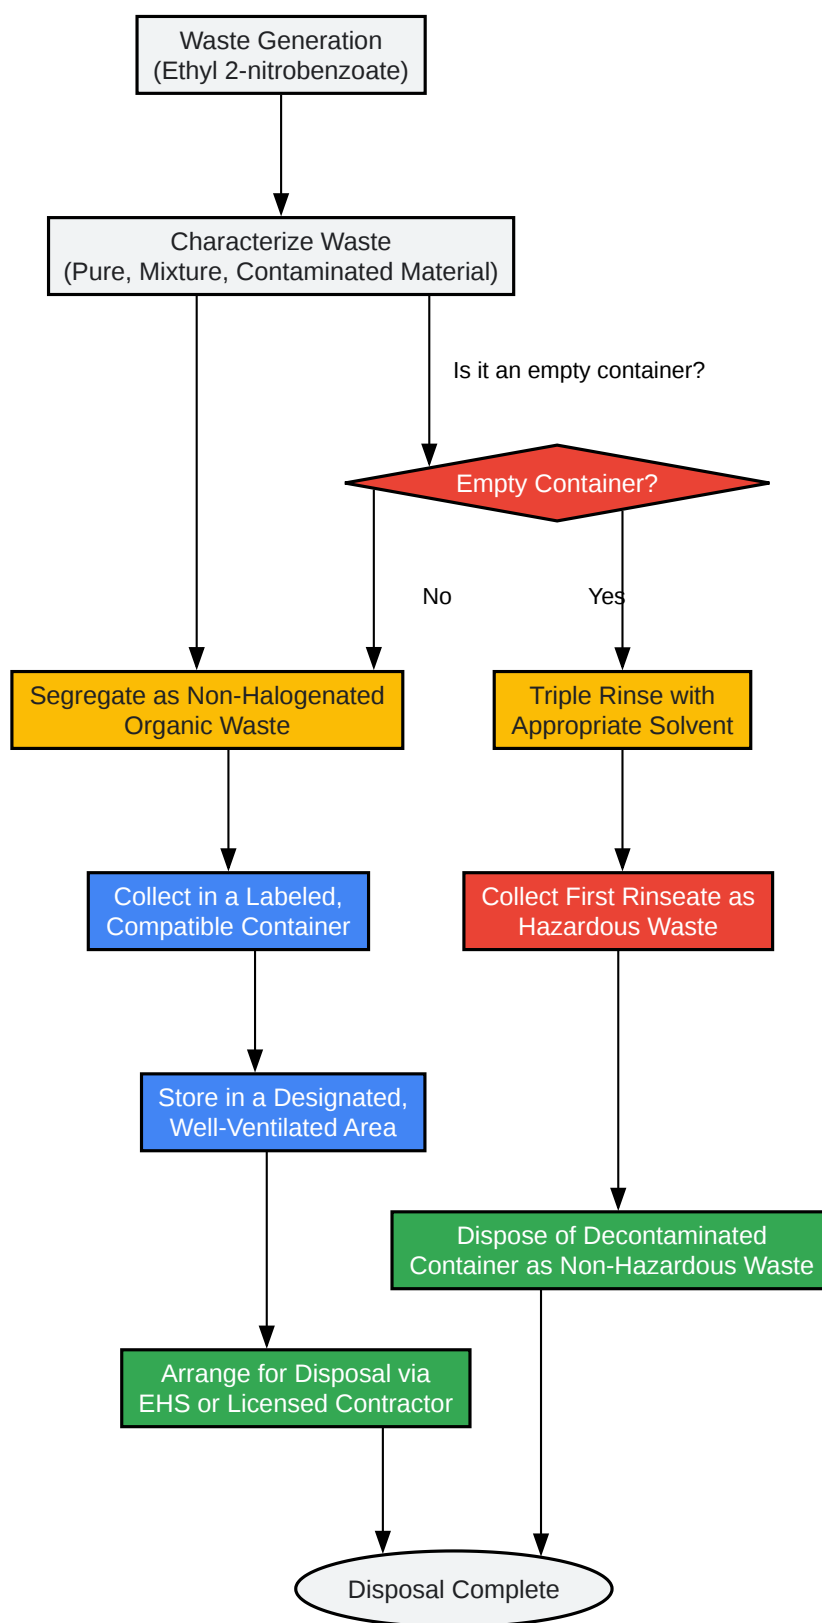 Waste Generation
(Ethyl 2-nitrobenzoate)
Characterize Waste
(Pure, Mixture, Contaminated Material)
Is it an empty container?
Empty Container?
No
Yes
Segregate as Non-Halogenated
Organic Waste
Triple Rinse with
Appropriate Solvent
Collect in a Labeled,
Compatible Container
Collect First Rinseate as
Hazardous Waste
Store in a Designated,
Well-Ventilated Area
Dispose of Decontaminated
Container as Non-Hazardous Waste
Arrange for Disposal via
EHS or Licensed Contractor
Disposal Complete